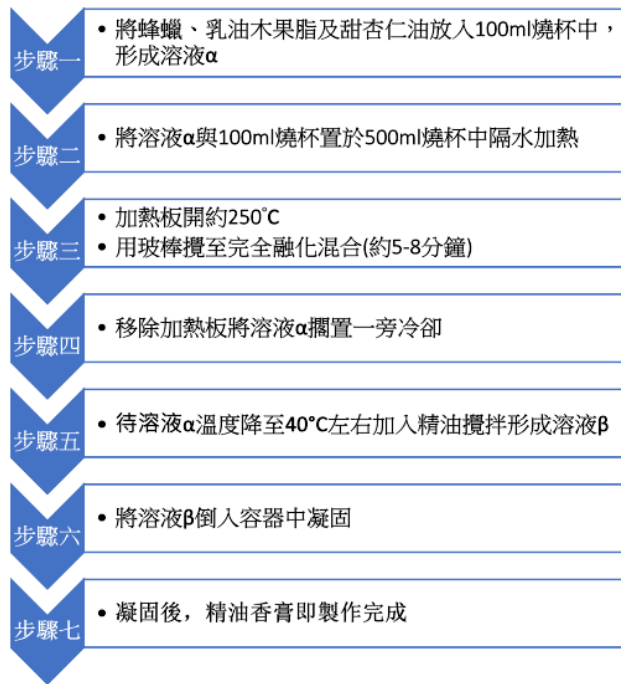 步驟一
• 將蜂蠟、乳油木果脂及甜杏仁油放入100ml燒杯中，
形成溶液α
步驟二
• 將溶液α與100ml燒杯置於500ml燒杯中隔水加熱
步驟三
• 加熱板開約250°C
• 用玻棒攪至完全融化混合(約5-8分鐘)
步驟四
• 移除加熱板將溶液α擱置一旁冷卻
步驟五
• 待溶液α溫度降至40°C左右加入精油攪拌形成溶液β
步驟六
• 將溶液β倒入容器中凝固
步驟七
• 凝固後，精油香膏即製作完成